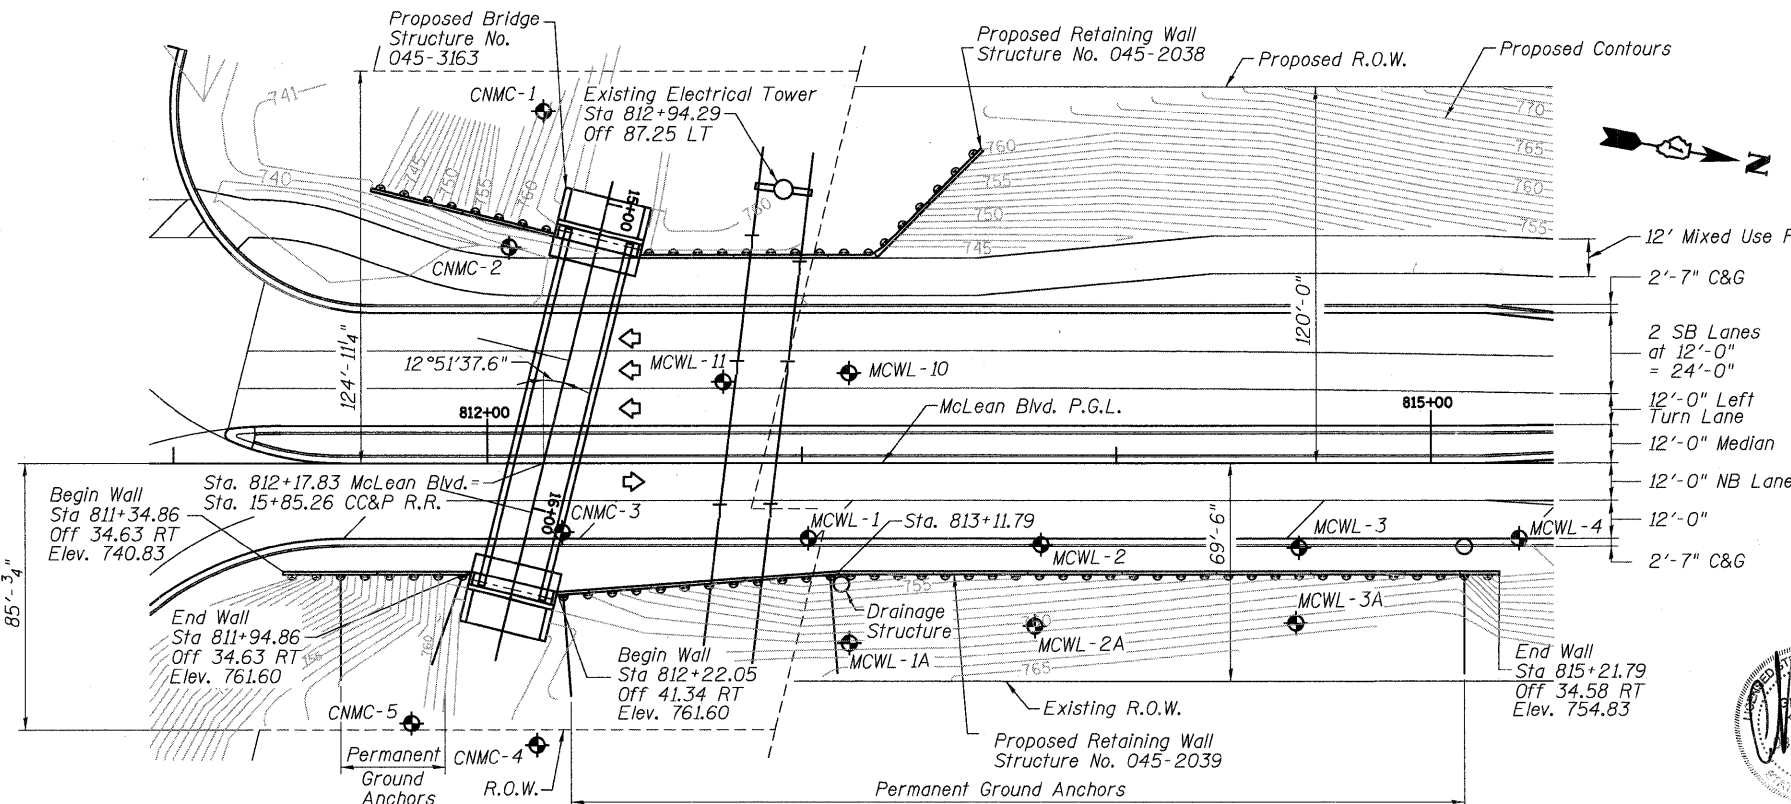 Proposed Bridge
Structure No.
045-3163
CNMC-1
Existing Electrical Tower
Sta 812+94.29
Off 87.25 LT
Proposed Retaining Wall
Structure No. 045-2038
Proposed R.O.W.
Proposed Contours
741
740
745
750
755
760
760
760
755
750
745
770
765
760
755
N
15+00
CNMC-2
12' Mixed Use
2'-7" C&G
2 SB Lanes
at 12'-0"
= 24'-0"
12'-0" Left
Turn Lane
12'-0" Median
12'-0" NB Lane
12'-0"
2'-7" C&G
124'-11¼"
120'-0"
12°51'37.6"
MCWL-11
MCWL-10
812+00
McLean Blvd. P.G.L.
815+00
Sta. 812+17.83 McLean Blvd.=
Sta. 15+85.26 CC&P R.R.
Begin Wall
Sta 811+34.86
Off 34.63 RT
Elev. 740.83
16+00
CNMC-3
MCWL-1
Sta. 813+11.79
MCWL-2
MCWL-3
MCWL-4
85'-¾"
69'-6"
755
Drainage
Structure
MCWL-1A
MCWL-2A
MCWL-3A
765
End Wall
Sta 811+94.86
Off 34.63 RT
Elev. 761.60
756
760
Begin Wall
Sta 812+22.05
Off 41.34 RT
Elev. 761.60
End Wall
Sta 815+21.79
Off 34.58 RT
Elev. 754.83
CNMC-5
CNMC-4
Existing R.O.W.
Proposed Retaining Wall
Structure No. 045-2039
Permanent
Ground
Anchors
R.O.W.
Permanent Ground Anchors